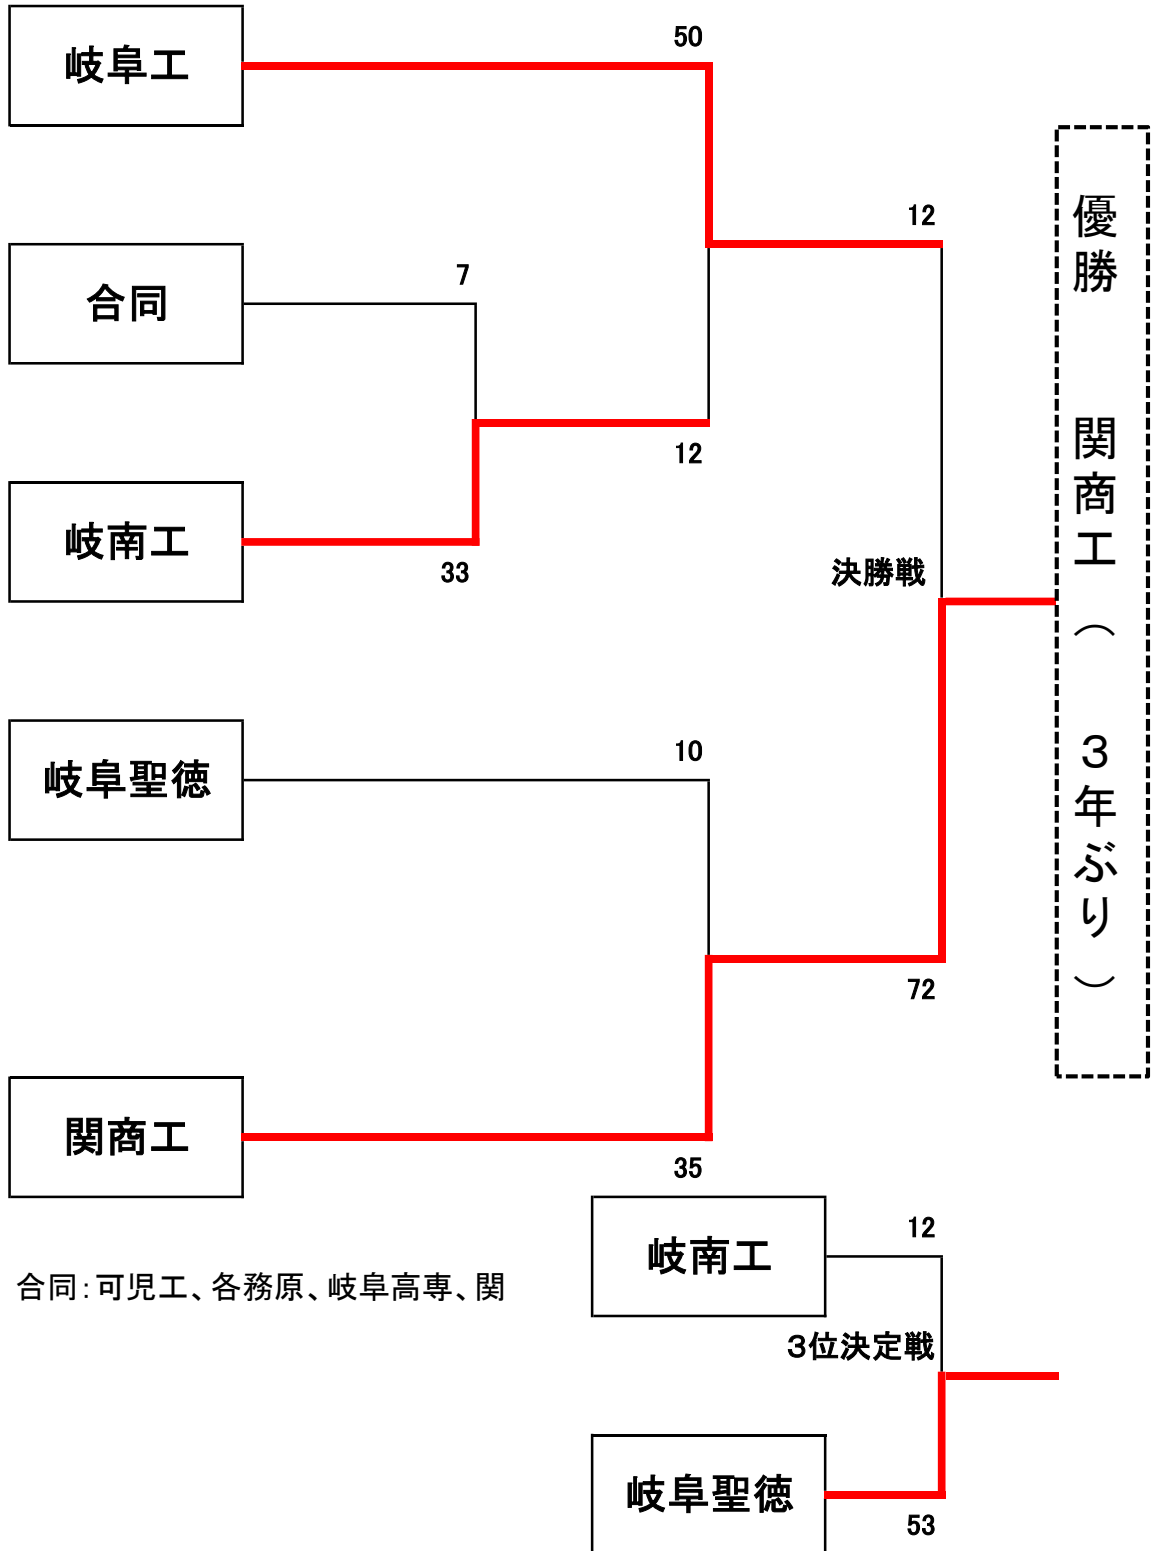 50
岐阜工
12
7
合同
12
岐南工
33
決勝戦
優勝　関商工（　３年ぶり）
10
岐阜聖徳
72
関商工
35
12
岐南工
合同：可児工、各務原、岐阜高専、関
３位決定戦
岐阜聖徳
53